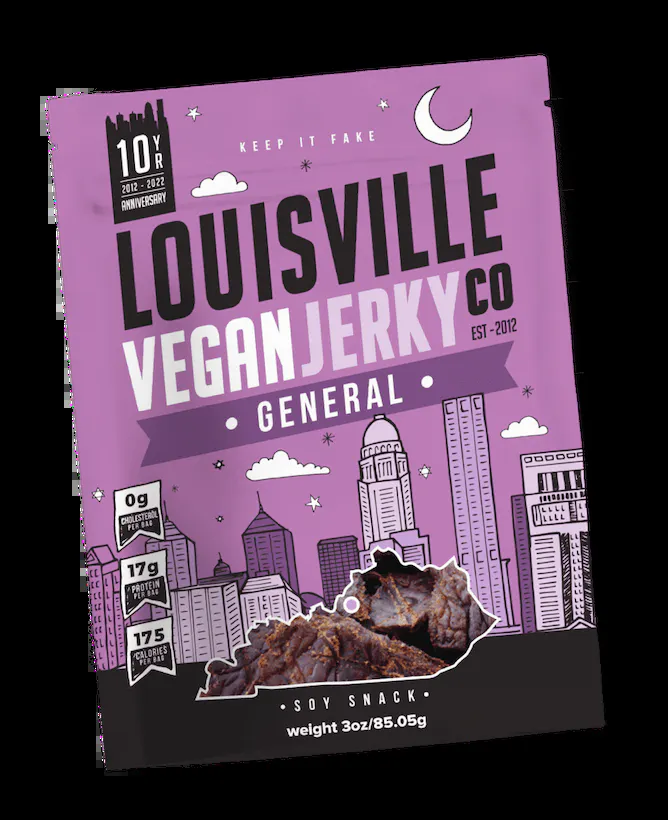 KEEP IT FAKE
10 YR
2012 - 2022
ANNIVERSARY
LOUISVILLE
VEGAN JERKY CO
EST - 2012
• GENERAL •
0g
CHOLESTEROL
PER BAG
17g
PROTEIN
PER BAG
175
CALORIES
PER BAG
• SOY SNACK •
weight 3oz/85.05g